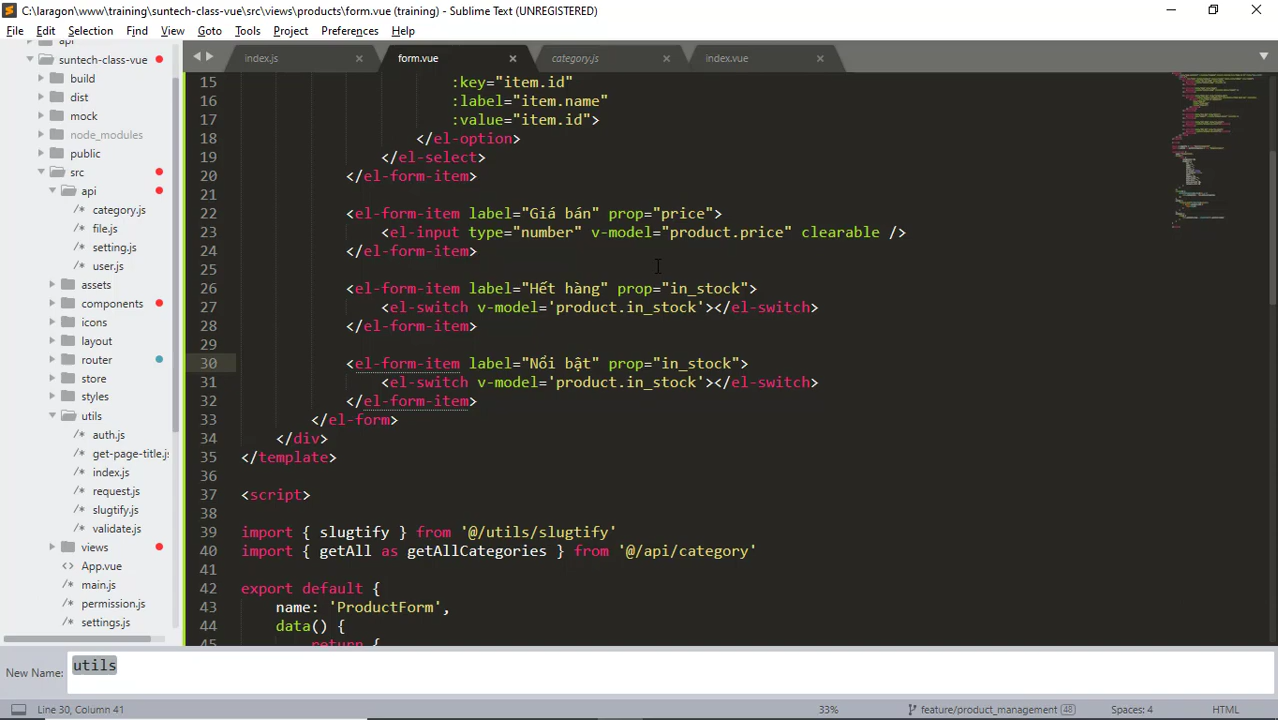 C:\laragon\www\training\suntech-class-vue\src\views\products\form.vue (training) - Sublime Text (UNREGISTERED)
File Edit Selection Find View Goto Tools Project Preferences Help
api
suntech-class-vue
build
dist
mock
node_modules
public
src
api
category.js
file.js
setting.js
user.js
assets
components
icons
layout
router
store
styles
utils
auth.js
get-page-title.js
index.js
request.js
slugtify.js
validate.js
views
App.vue
main.js
permission.js
settings.js
index.js form.vue category.js index.vue
15 :key="item.id"
16 :label="item.name"
17 :value="item.id">
18 </el-option>
19 </el-select>
20 </el-form-item>
21
22 <el-form-item label="Giá bán" prop="price">
23 <el-input type="number" v-model="product.price" clearable />
24 </el-form-item>
25
26 <el-form-item label="Hết hàng" prop="in_stock">
27 <el-switch v-model='product.in_stock'></el-switch>
28 </el-form-item>
29
30 <el-form-item label="Nổi bật" prop="in_stock">
31 <el-switch v-model='product.in_stock'></el-switch>
32 </el-form-item>
33 </el-form>
34 </div>
35 </template>
36
37 <script>
38
39 import { slugtify } from '@/utils/slugtify'
40 import { getAll as getAllCategories } from '@/api/category'
41
42 export default {
43 name: 'ProductForm',
44 data() {
45 return {
New Name: utils
Line 30, Column 41 33% feature/product_management 48 Spaces: 4 HTML